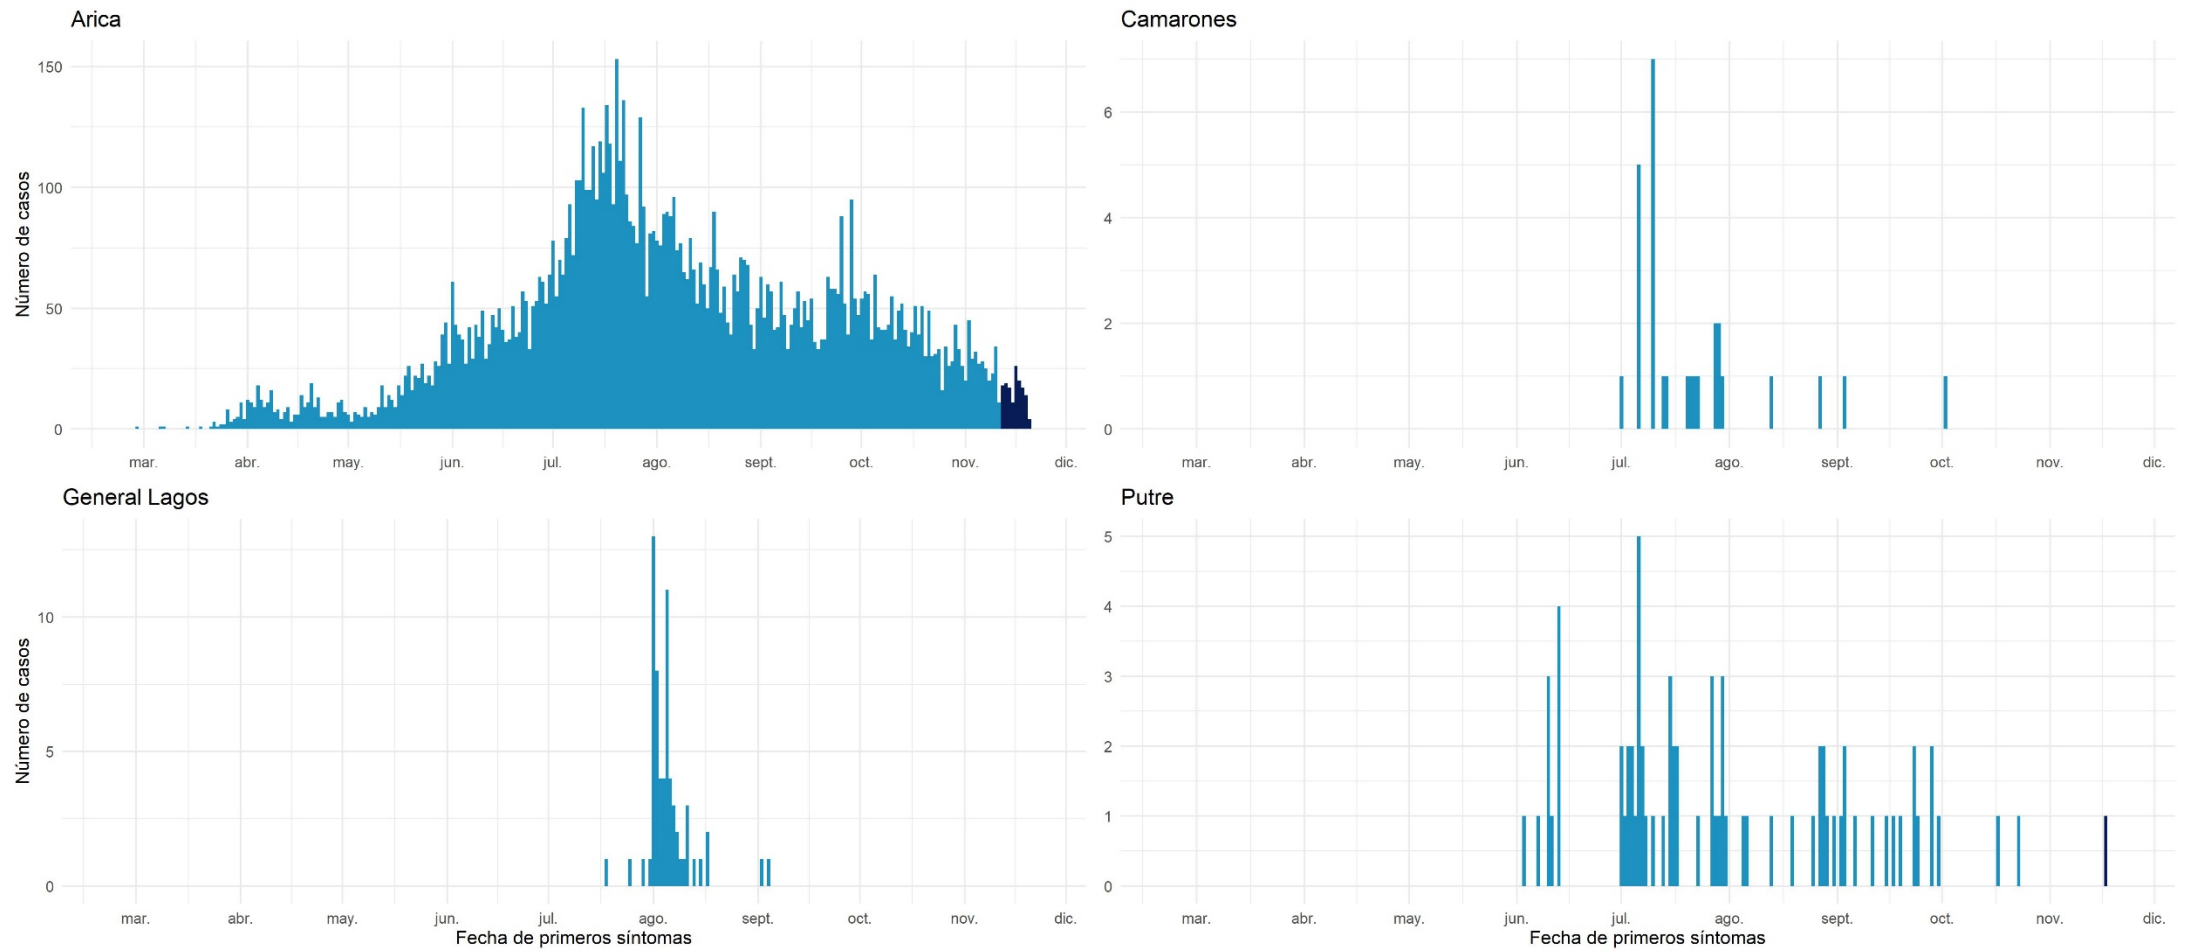 Arica
Número de casos
150
100
50
0
mar. abr. may. jun. jul. ago. sept. oct. nov. dic.
Camarones
6
4
2
0
mar. abr. may. jun. jul. ago. sept. oct. nov. dic.
General Lagos
Número de casos
10
5
0
mar. abr. may. jun. jul. ago. sept. oct. nov. dic.
Fecha de primeros síntomas
Putre
5
4
3
2
1
0
mar. abr. may. jun. jul. ago. sept. oct. nov. dic.
Fecha de primeros síntomas